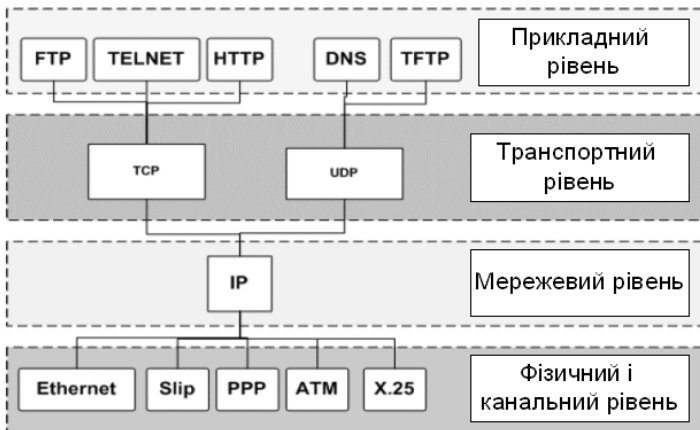 FTP TELNET HTTP DNS TFTP
Прикладний
рівень
TCP UDP
Транспортний
рівень
IP
Мережевий рівень
Ethernet Slip PPP ATM X.25
Фізичний і
канальний рівень